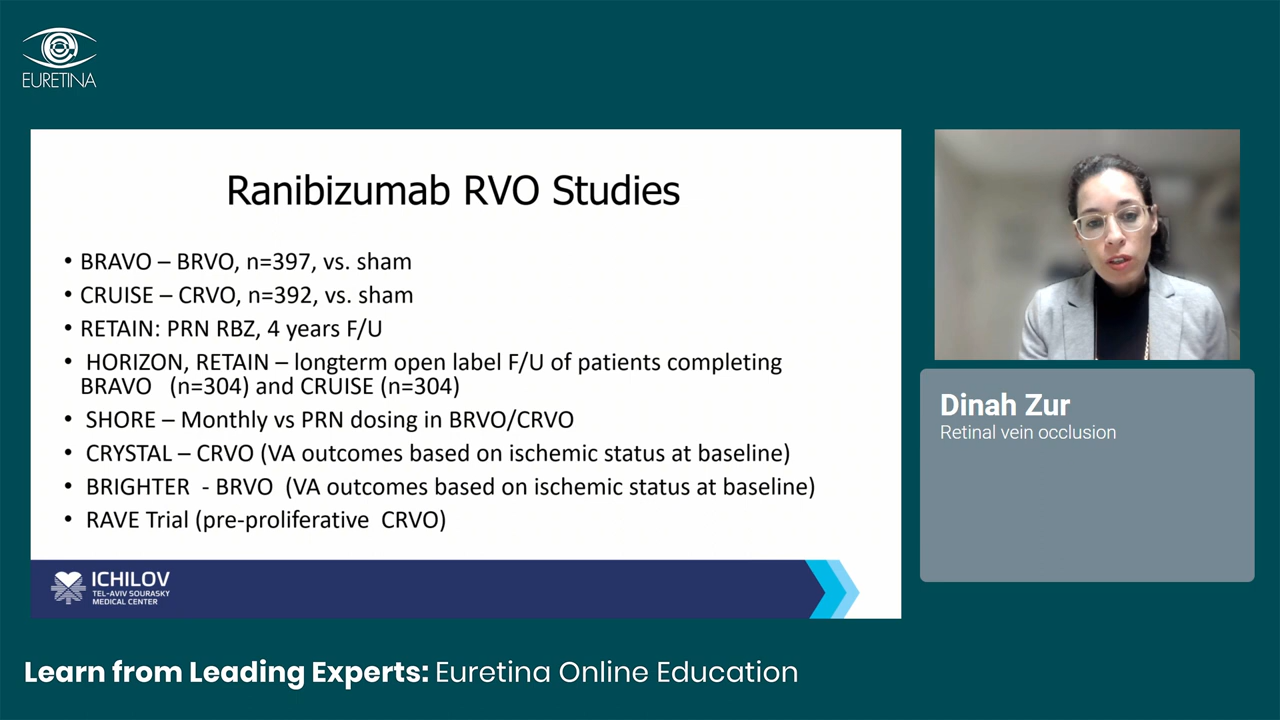 EURETINA
Ranibizumab RVO Studies
• BRAVO – BRVO, n=397, vs. sham
• CRUISE – CRVO, n=392, vs. sham
• RETAIN: PRN RBZ, 4 years F/U
• HORIZON, RETAIN – longterm open label F/U of patients completing
BRAVO (n=304) and CRUISE (n=304)
• SHORE – Monthly vs PRN dosing in BRVO/CRVO
• CRYSTAL – CRVO (VA outcomes based on ischemic status at baseline)
• BRIGHTER - BRVO (VA outcomes based on ischemic status at baseline)
• RAVE Trial (pre-proliferative CRVO)
ICHILOV
TEL-AVIV SOURASKY
MEDICAL CENTER
Dinah Zur
Retinal vein occlusion
Learn from Leading Experts: Euretina Online Education